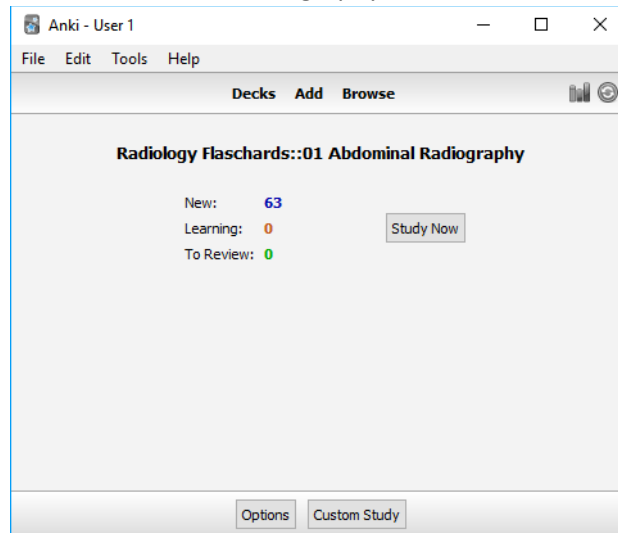 Anki - User 1
File Edit Tools Help
Decks Add Browse
Radiology Flaschards::01 Abdominal Radiography
New: 63
Learning: 0 Study Now
To Review: 0
Options Custom Study